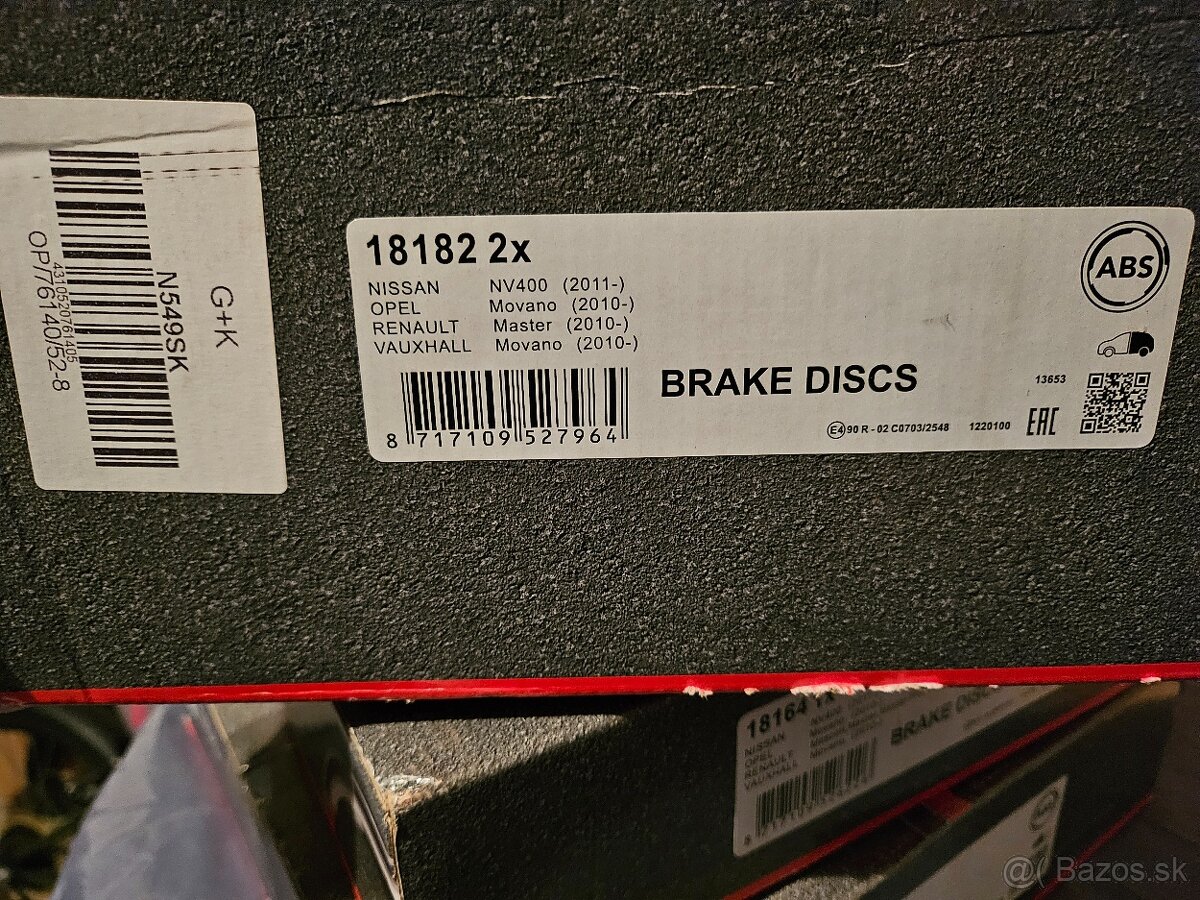 G+K
N549SK
4310520761405
OP/76140/52-8
18182 2x
NISSAN NV400 (2011-)
OPEL Movano (2010-)
RENAULT Master (2010-)
VAUXHALL Movano (2010-)
8 717109 527964
BRAKE DISCS
ABS
13653
E4 90 R - 02 C0703/2548 1220100 EAC
18164 1x
NISSAN NV400
OPEL
RENAULT
VAUXHALL
BRAKE
@( Bazos.sk